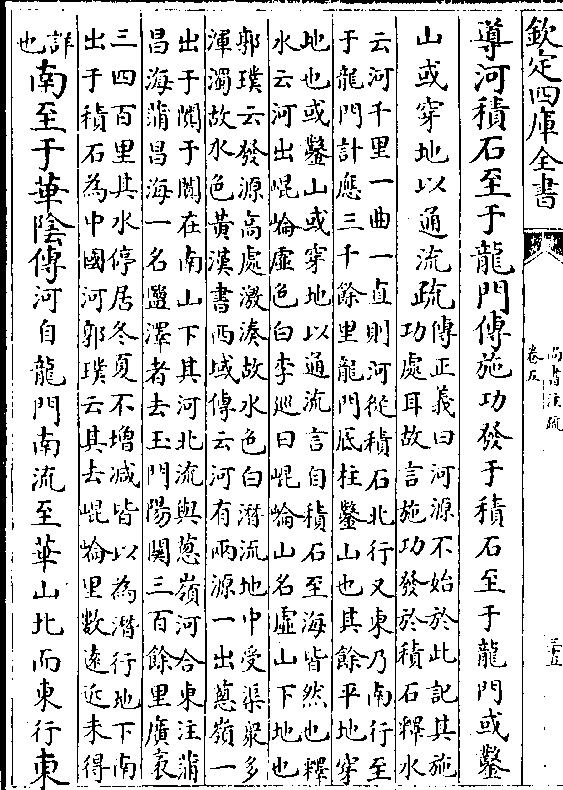 欽定四庫全書
尚書注疏
卷五
三五
導河積石至于龍門傳施功發于積石至于龍門或鑿
山或穿地以通流疏
傳正義曰河源不始於此記其施
功處耳故言施功發於積石釋水
云河千里一曲一直則河從積石北行又東乃南行至
于龍門計應三千餘里龍門底柱鑿山也其餘平地穿
地也或鑿山或穿地以通流言自積石至海皆然也釋
水云河出崐崘虛色白李巡曰崐崘山名虛山下地也
郭璞云發源高處激湊故水色白潛流地中受渠衆多
渾濁故水色黃漢書西域傳云河有兩源一出葱嶺一
出于闐于闐在南山下其河北流與葱嶺河合東注蒲
昌海蒲昌海一名鹽澤者去玉門陽關三百餘里廣袤
三四百里其水停居冬夏不增減皆以為潛行地下南
出于積石為中國河郭璞云其去崐崘里數遠近未得
詳
也
南至于華陰傳河自龍門南流至華山北而東行東